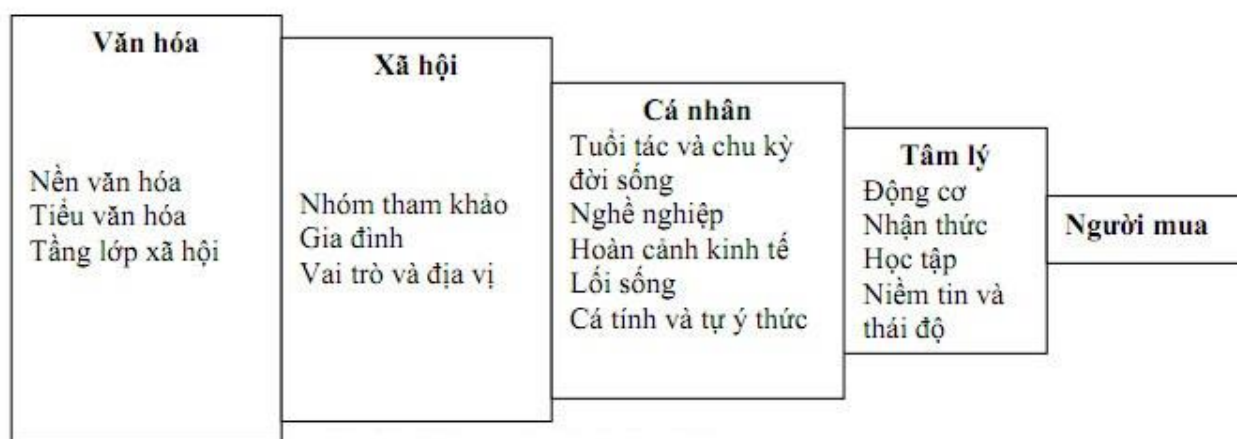 Văn hóa
Nền văn hóa
Tiểu văn hóa
Tầng lớp xã hội
Xã hội
Nhóm tham khảo
Gia đình
Vai trò và địa vị
Cá nhân
Tuổi tác và chu kỳ
đời sống
Nghề nghiệp
Hoàn cảnh kinh tế
Lối sống
Cá tính và tự ý thức
Tâm lý
Động cơ
Nhận thức
Học tập
Niềm tin và
thái độ
Người mua